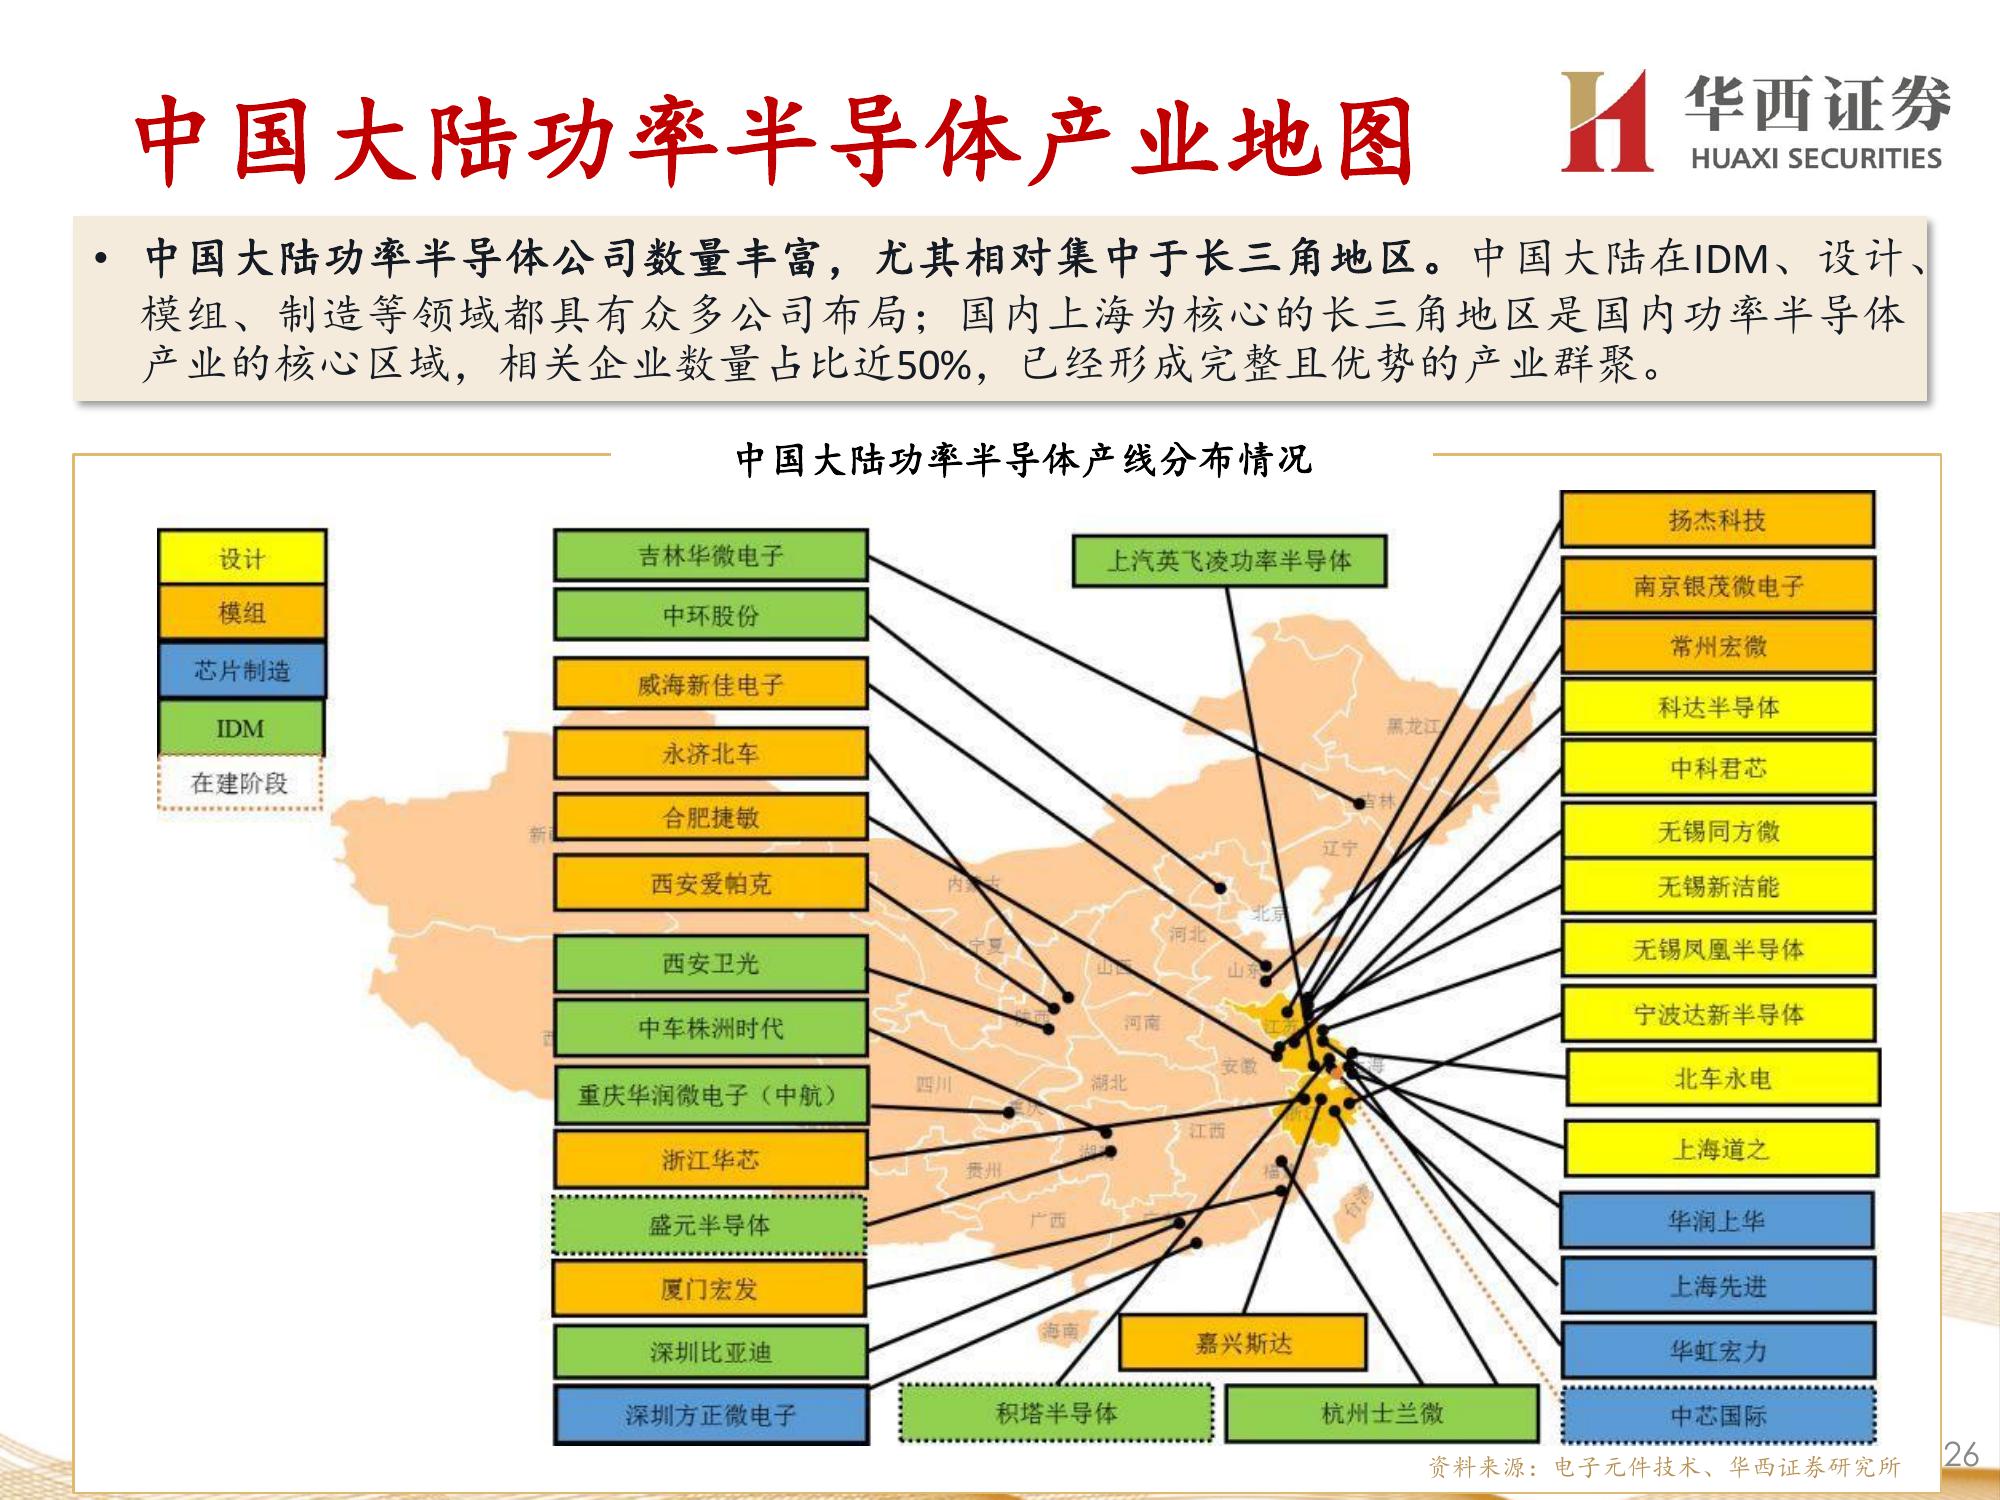 中国大陆功率半导体产业地图
华西证券
HUAXI SECURITIES
• 中国大陆功率半导体公司数量丰富，尤其相对集中于长三角地区。中国大陆在IDM、设计、
模组、制造等领域都具有众多公司布局；国内上海为核心的长三角地区是国内功率半导体
产业的核心区域，相关企业数量占比近50%，已经形成完整且优势的产业群聚。
中国大陆功率半导体产线分布情况
设计
模组
芯片制造
IDM
在建阶段
吉林华微电子
中环股份
威海新佳电子
永济北车
合肥捷敏
西安爱帕克
西安卫光
中车株洲时代
重庆华润微电子（中航）
浙江华芯
盛元半导体
厦门宏发
深圳比亚迪
深圳方正微电子
上汽英飞凌功率半导体
黑龙江
吉林
辽宁
内蒙古
北京
河北
宁夏
山西
山东
陕西
河南
江苏
安徽
上海
四川
湖北
重庆
浙江
江西
湖南
贵州
福建
广西
广东
台湾
海南
嘉兴斯达
积塔半导体
杭州士兰微
扬杰科技
南京银茂微电子
常州宏微
科达半导体
中科君芯
无锡同方微
无锡新洁能
无锡凤凰半导体
宁波达新半导体
北车永电
上海道之
华润上华
上海先进
华虹宏力
中芯国际
资料来源：电子元件技术、华西证券研究所
26